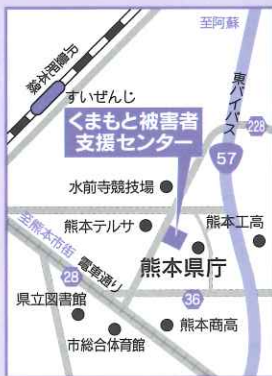 至阿蘇
JR豊肥本線
すいぜんじ
東バイパス
くまもと被害者
支援センター
57
228
水前寺競技場
熊本テルサ
熊本工高
至熊本市街
電車通り
熊本県庁
28
県立図書館
36
熊本商高
市総合体育館